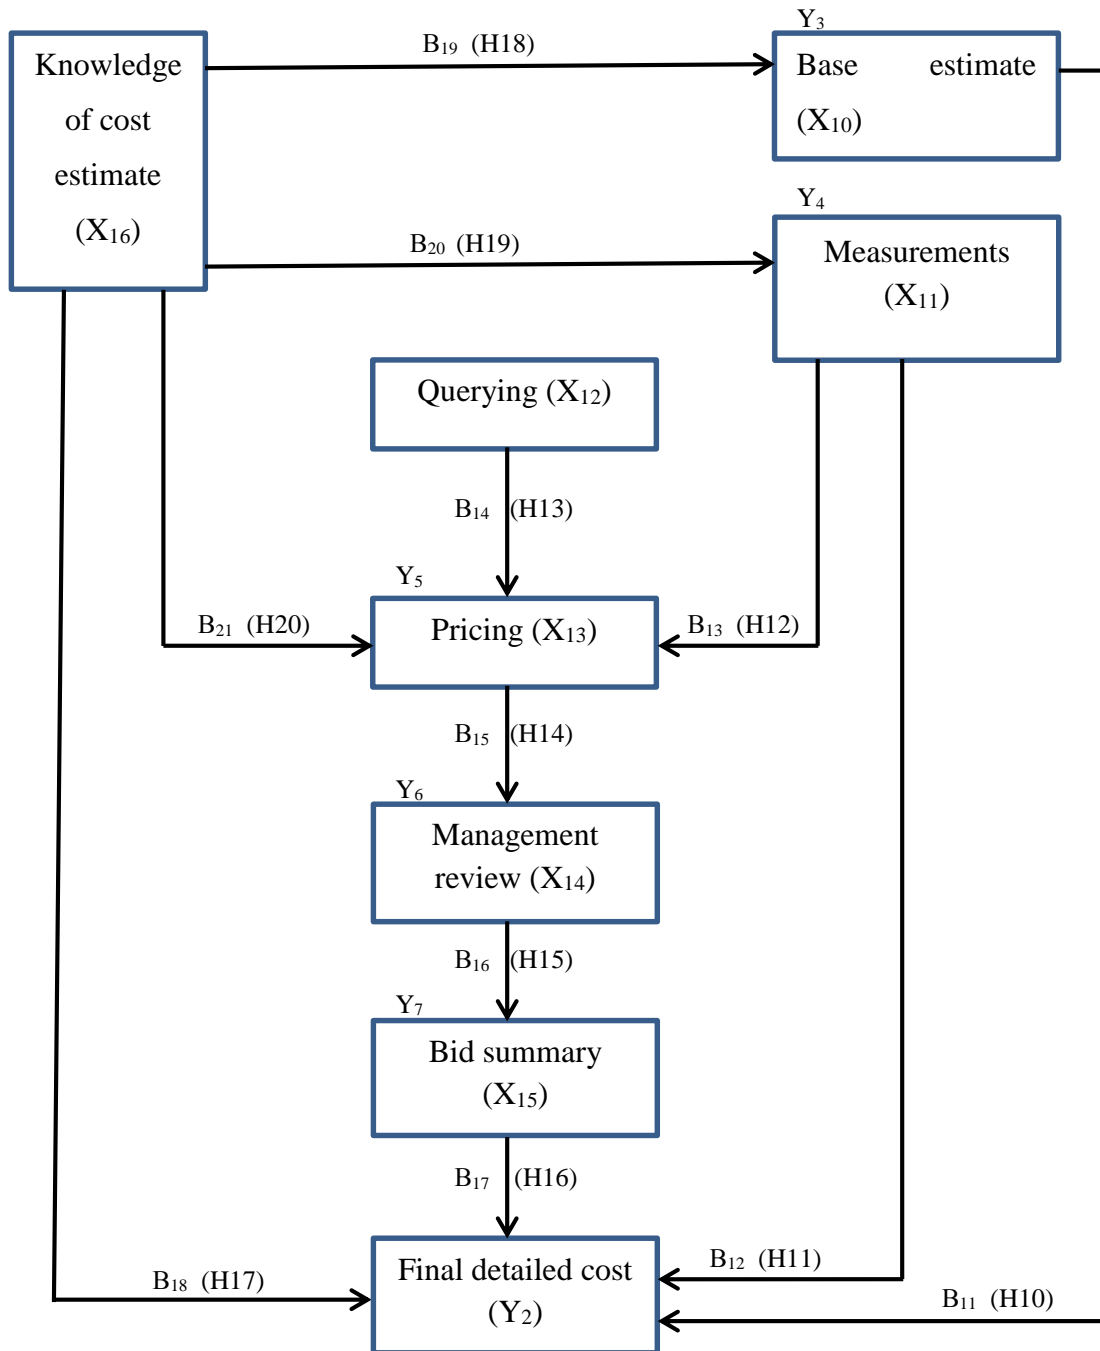 Y₃
Knowledge
of cost
estimate
(X₁₆)
B₁₉ (H18)
Base estimate
(X₁₀)
Y₄
B₂₀ (H19)
Measurements
(X₁₁)
Querying (X₁₂)
B₁₄ (H13)
Y₅
B₂₁ (H20)
Pricing (X₁₃)
B₁₃ (H12)
B₁₅ (H14)
Y₆
Management
review (X₁₄)
B₁₆ (H15)
Y₇
Bid summary
(X₁₅)
B₁₇ (H16)
Final detailed cost
(Y₂)
B₁₈ (H17)
B₁₂ (H11)
B₁₁ (H10)